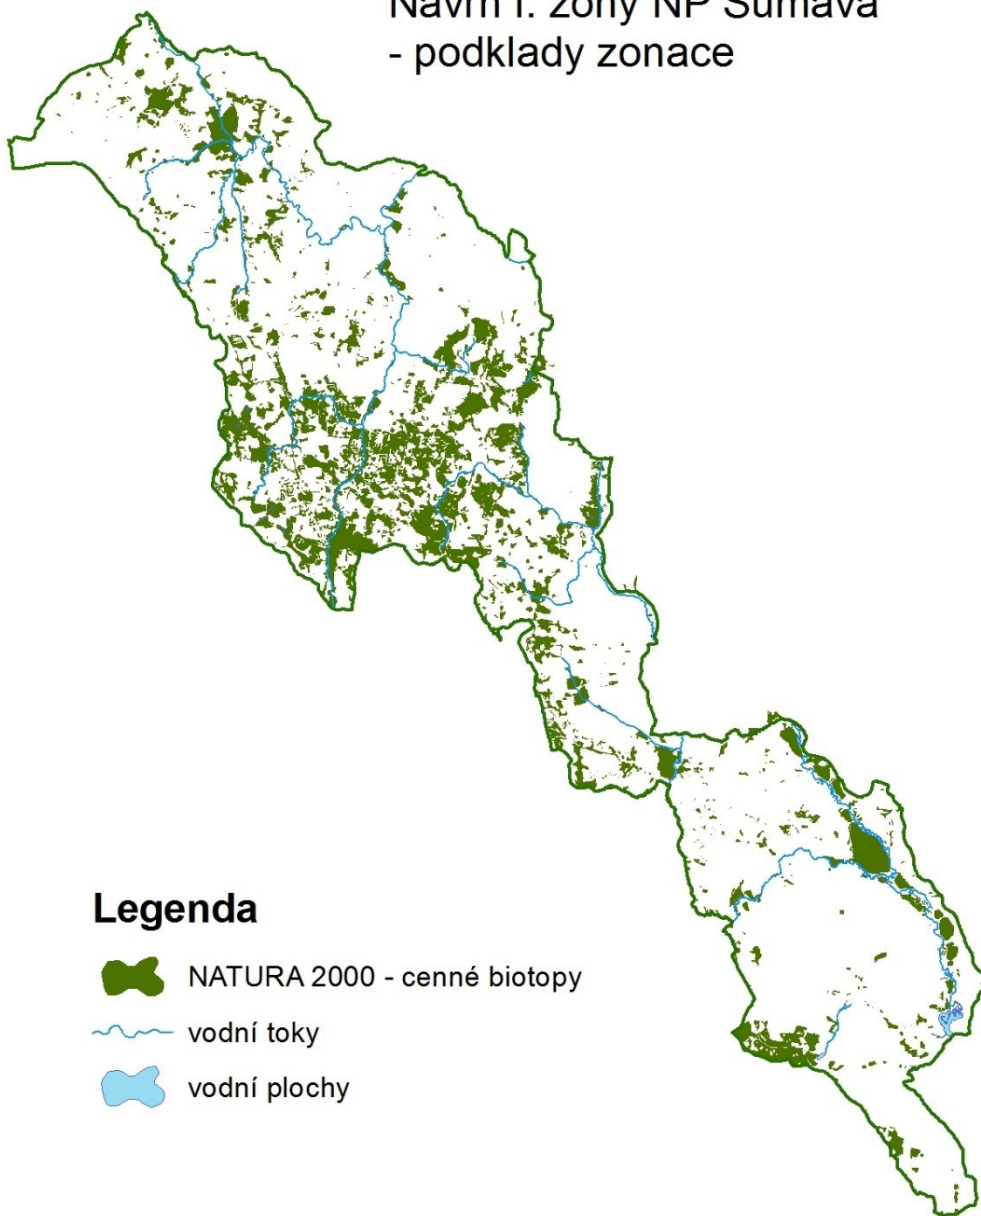 Návrh I. zóny NP Šumava
- podklady zonace
Legenda
NATURA 2000 - cenné biotopy
vodní toky
vodní plochy